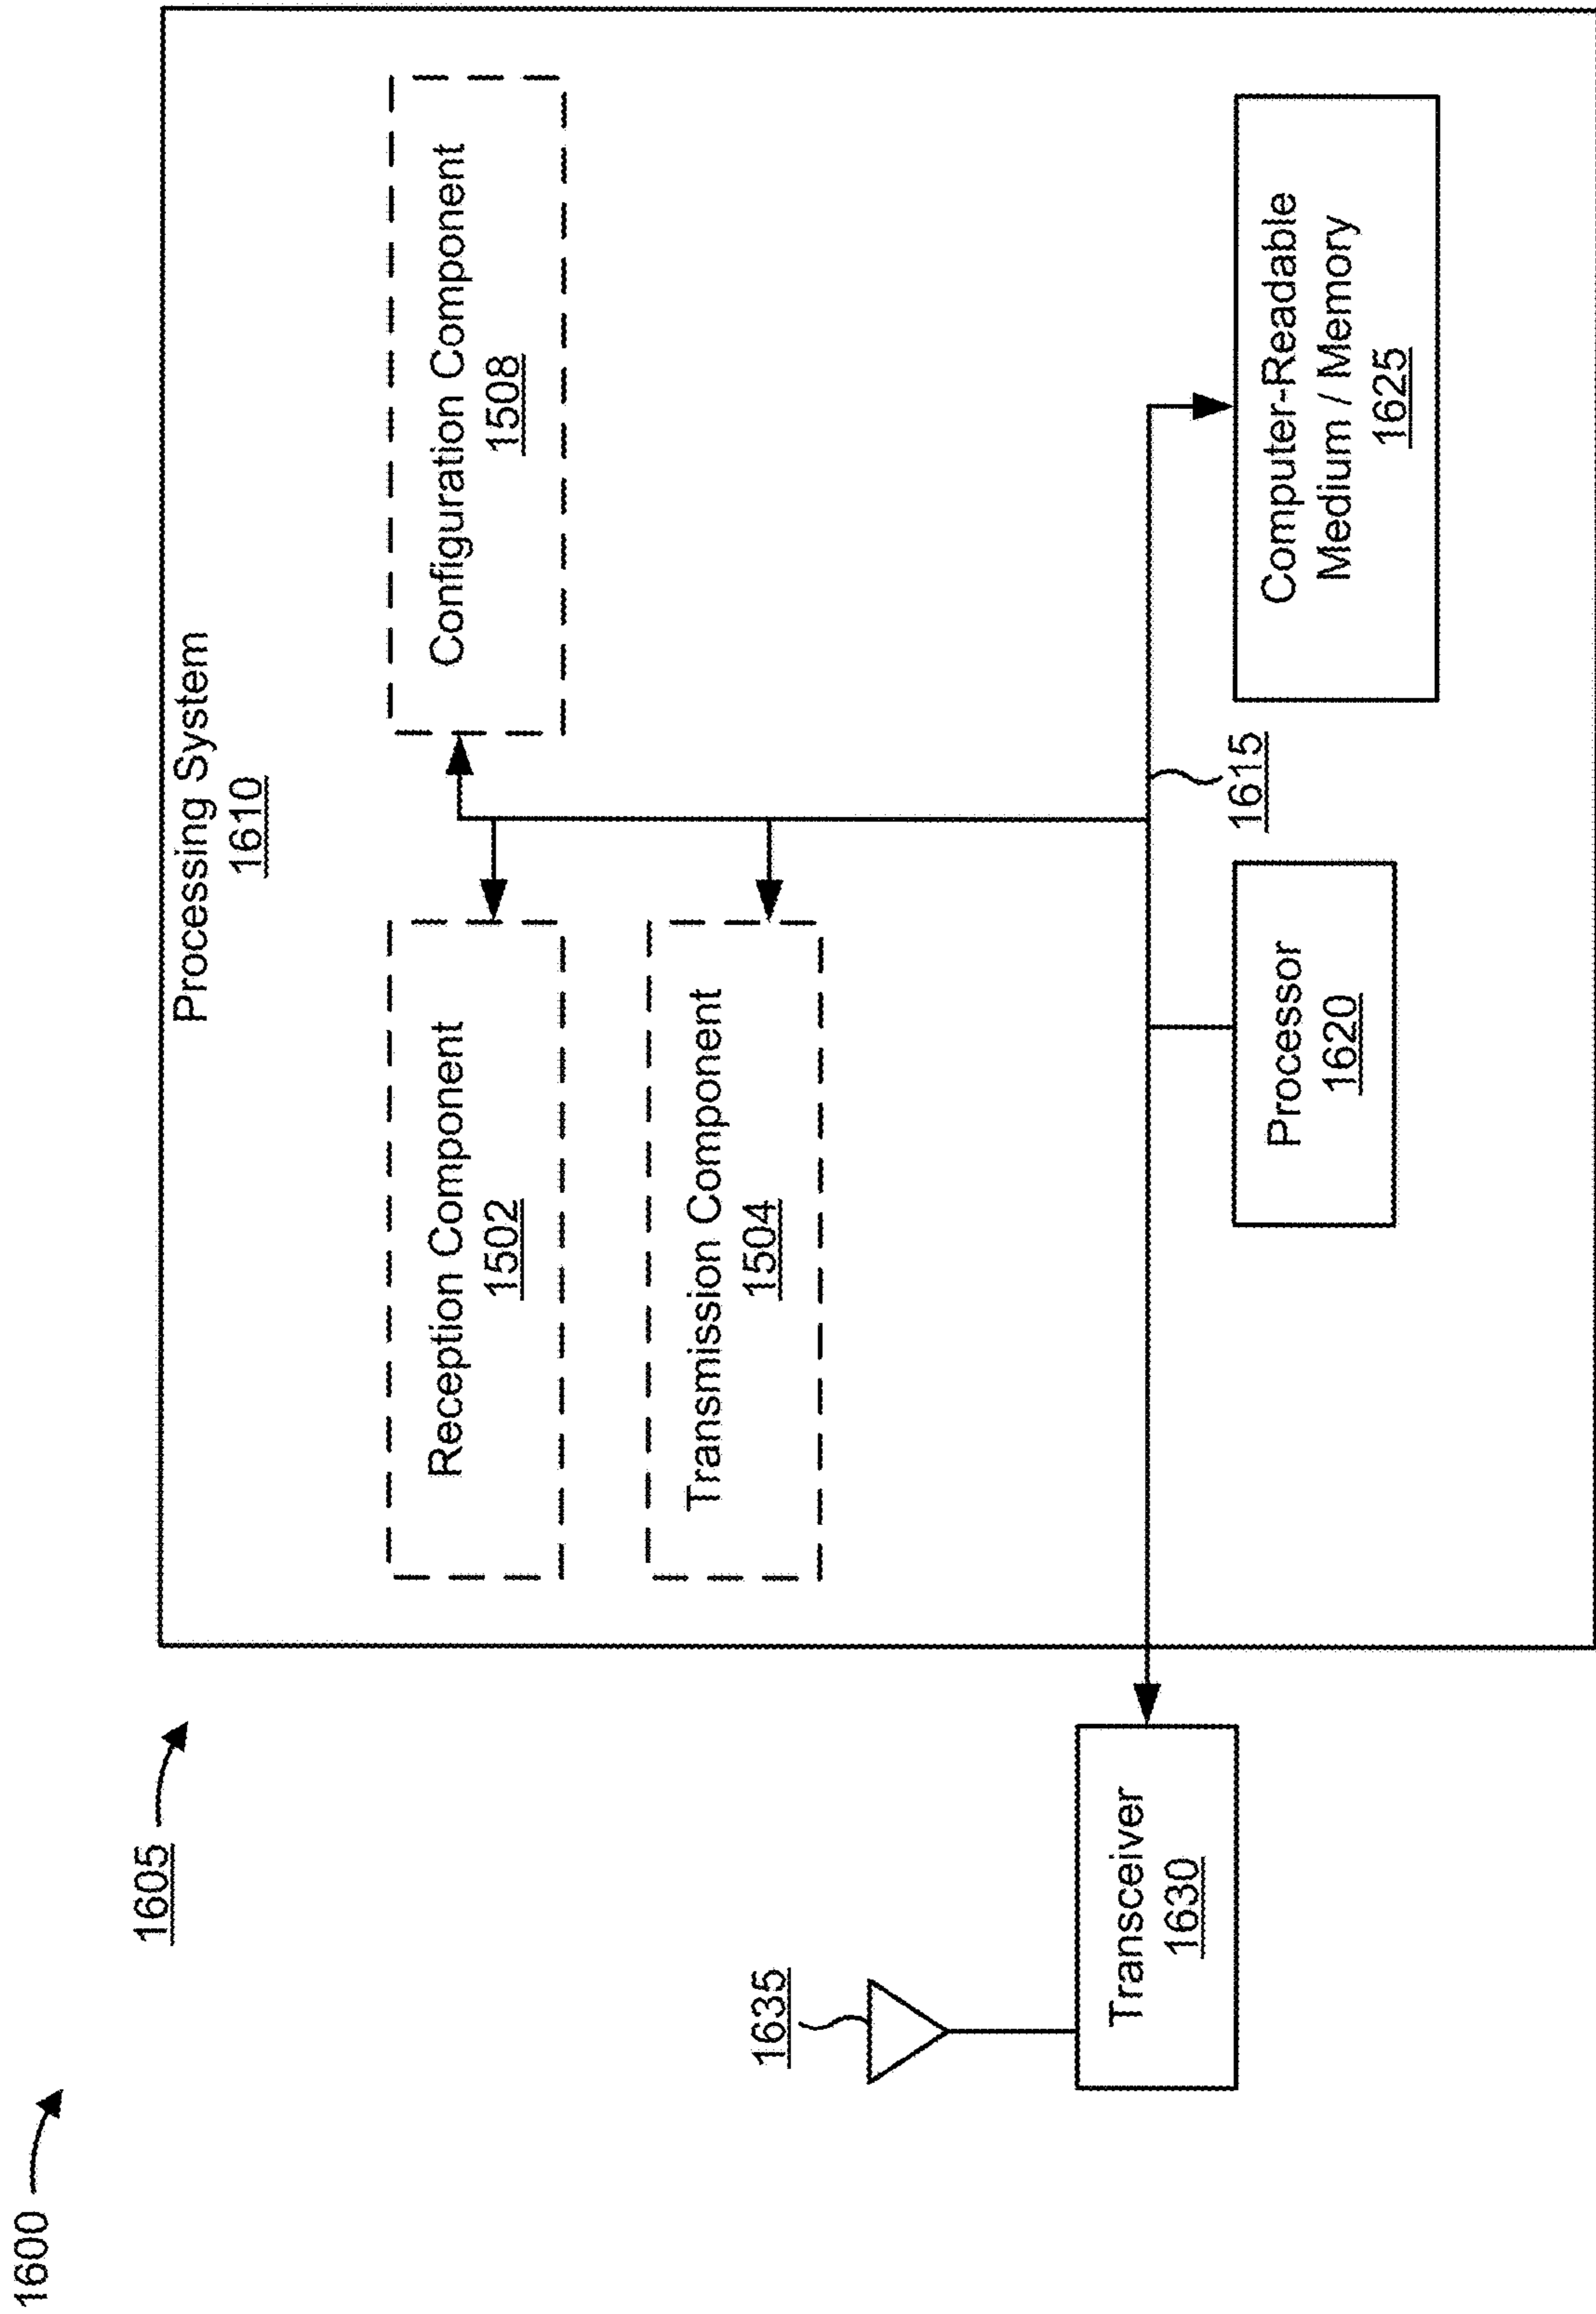 1600
1605
Processing System
1610
Reception Component
1502
Configuration Component
1508
Transmission Component
1504
1635
Transceiver
1630
1615
Processor
1620
Computer-Readable
Medium / Memory
1625